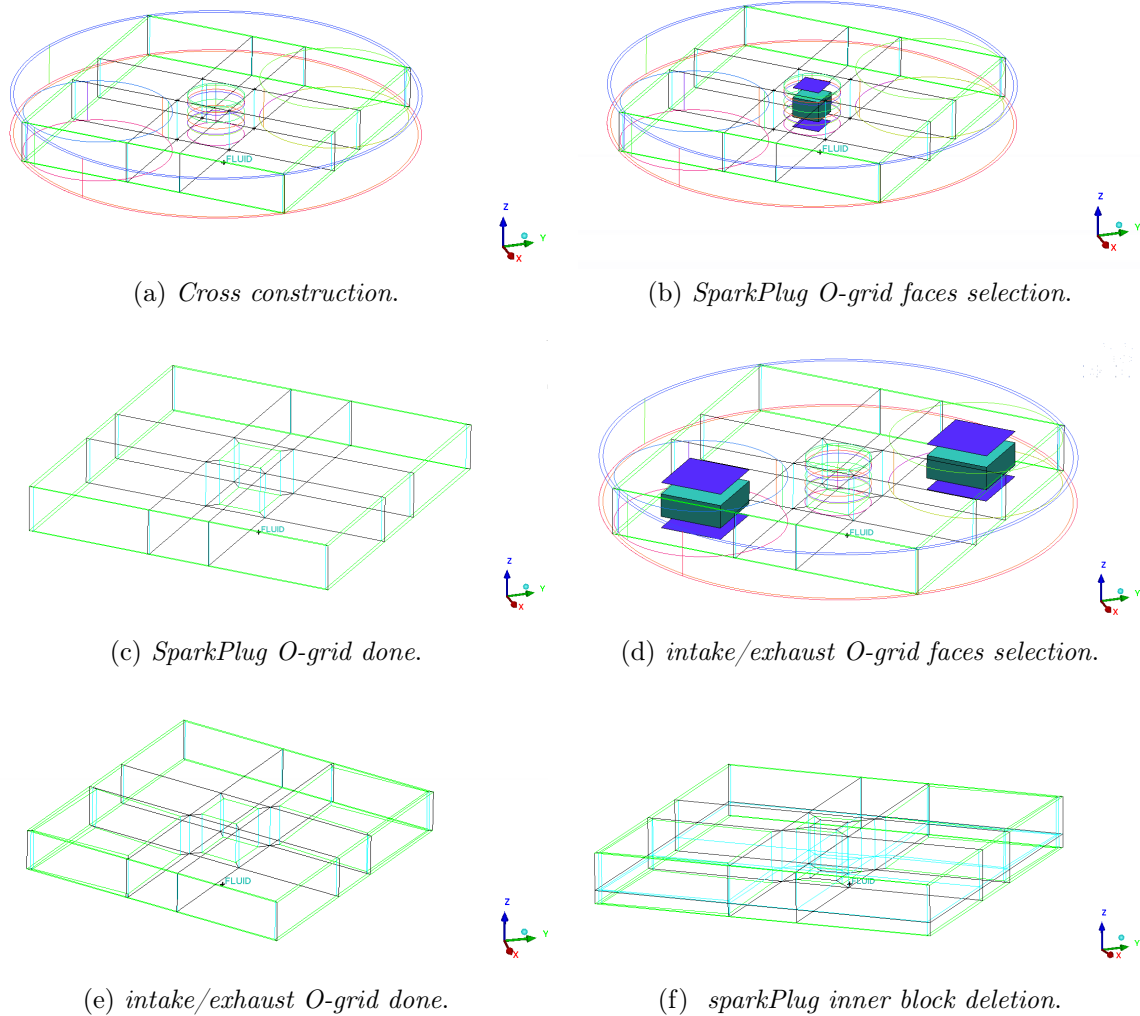 FLUID
Z
Y
X
FLUID
Z
Y
X
(a) Cross construction.
(b) SparkPlug O-grid faces selection.
FLUID
Z
Y
X
FLUID
Z
Y
X
(c) SparkPlug O-grid done.
(d) intake/exhaust O-grid faces selection.
FLUID
Z
Y
X
FLUID
Z
Y
X
(e) intake/exhaust O-grid done.
(f) sparkPlug inner block deletion.